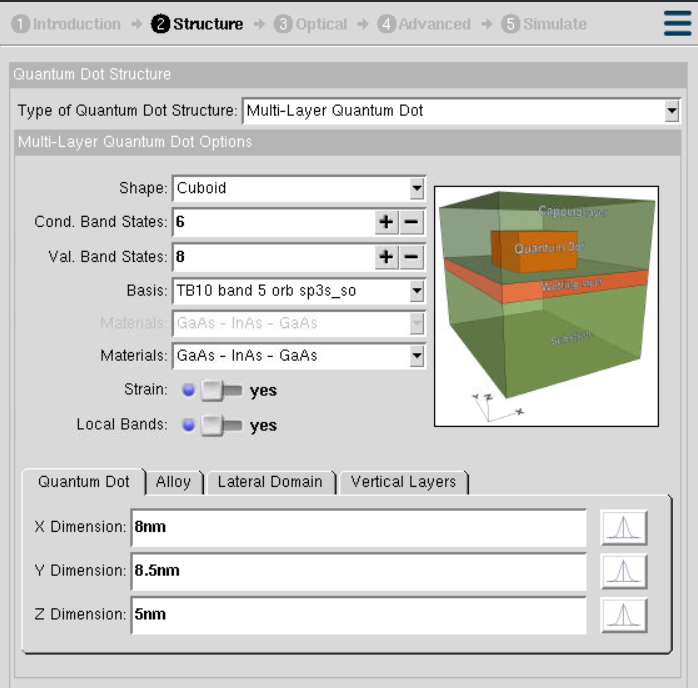 1 Introduction → 2 Structure → 3 Optical → 4 Advanced → 5 Simulate
Quantum Dot Structure
Type of Quantum Dot Structure: Multi-Layer Quantum Dot
Multi-Layer Quantum Dot Options
Shape: Cuboid
Cond. Band States: 6 + −
Val. Band States: 8 + −
Basis: TB10 band 5 orb sp3s_so
Materials: GaAs - InAs - GaAs
Materials: GaAs - InAs - GaAs
Strain: yes
Local Bands: yes
Capping layer
Quantum Dot
Wetting layer
Substrate
Y Z X
Quantum Dot Alloy Lateral Domain Vertical Layers
X Dimension: 8nm
Y Dimension: 8.5nm
Z Dimension: 5nm